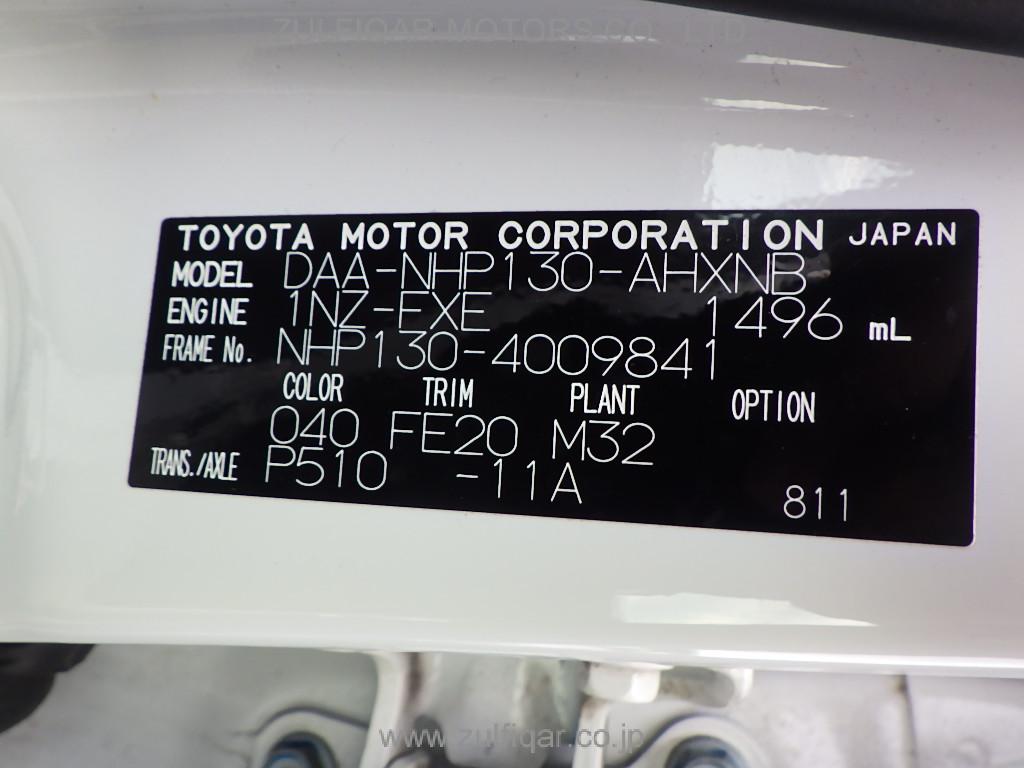 ZULFIQAR MOTORS CO., LTD
TOYOTA MOTOR CORPORATION JAPAN
MODEL DAA-NHP130-AHXNB
ENGINE 1NZ-FXE 1496 mL
FRAME No. NHP130-4009841
COLOR TRIM PLANT OPTION
040 FE20 M32
TRANS./AXLE P510 -11A
811
www.zulfiqar.co.jp